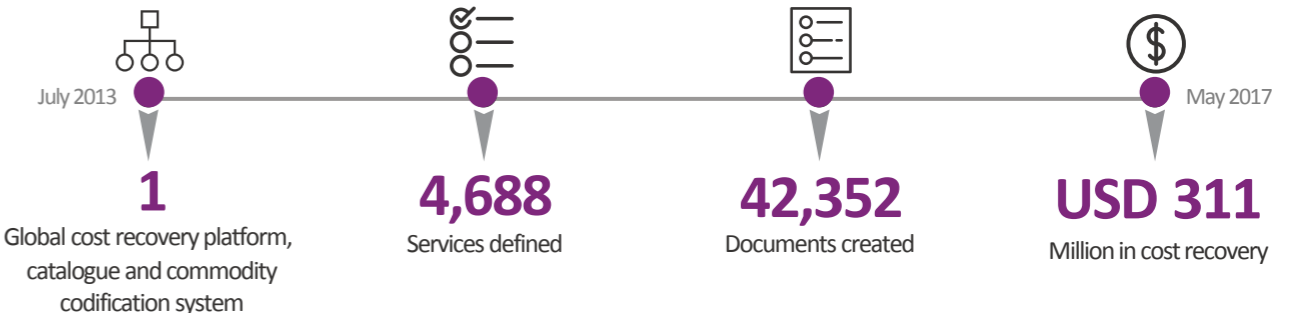 July 2013
May 2017
1
Global cost recovery platform,
catalogue and commodity
codification system
4,688
Services defined
42,352
Documents created
USD 311
Million in cost recovery